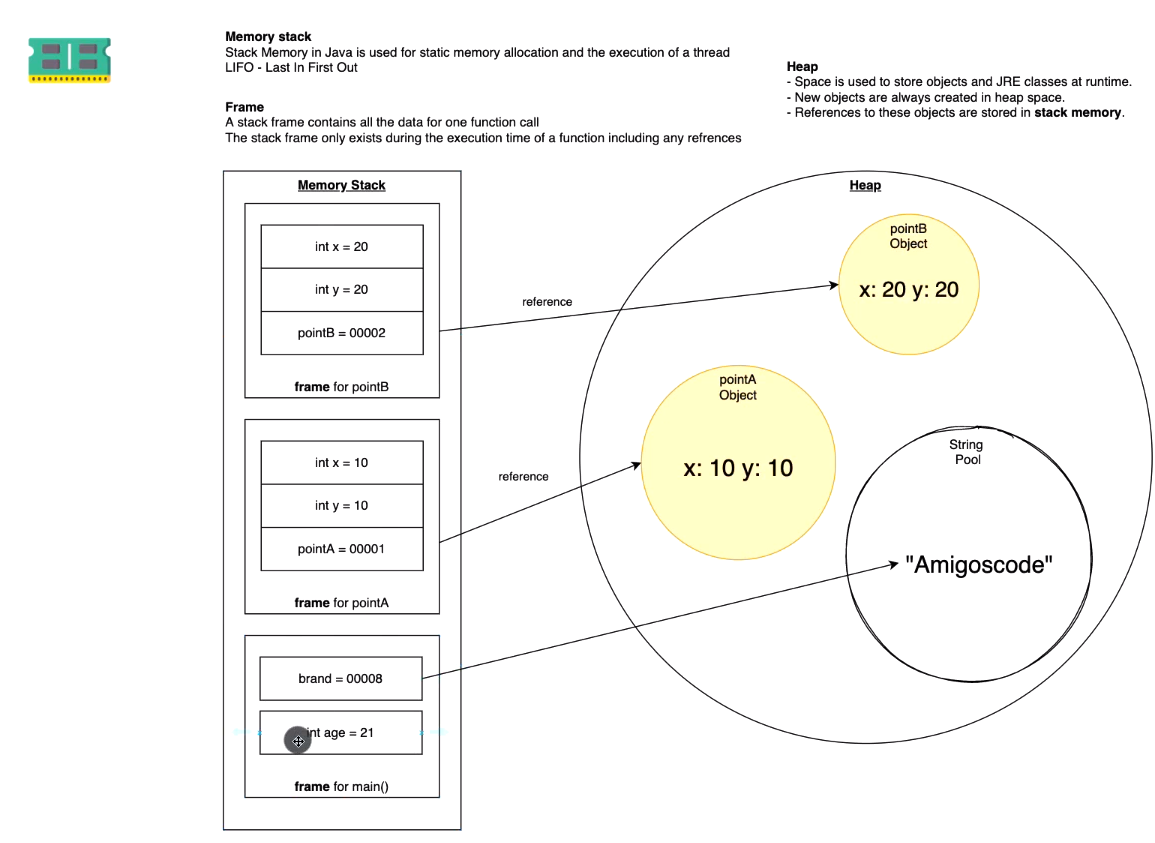 Memory stack
Stack Memory in Java is used for static memory allocation and the execution of a thread
LIFO - Last In First Out
Frame
A stack frame contains all the data for one function call
The stack frame only exists during the execution time of a function including any refrences
Heap
- Space is used to store objects and JRE classes at runtime.
- New objects are always created in heap space.
- References to these objects are stored in stack memory.
Memory Stack
int x = 20
int y = 20
pointB = 00002
frame for pointB
int x = 10
int y = 10
pointA = 00001
frame for pointA
brand = 00008
int age = 21
frame for main()
reference
reference
Heap
pointB
Object
x: 20 y: 20
pointA
Object
x: 10 y: 10
String
Pool
"Amigoscode"